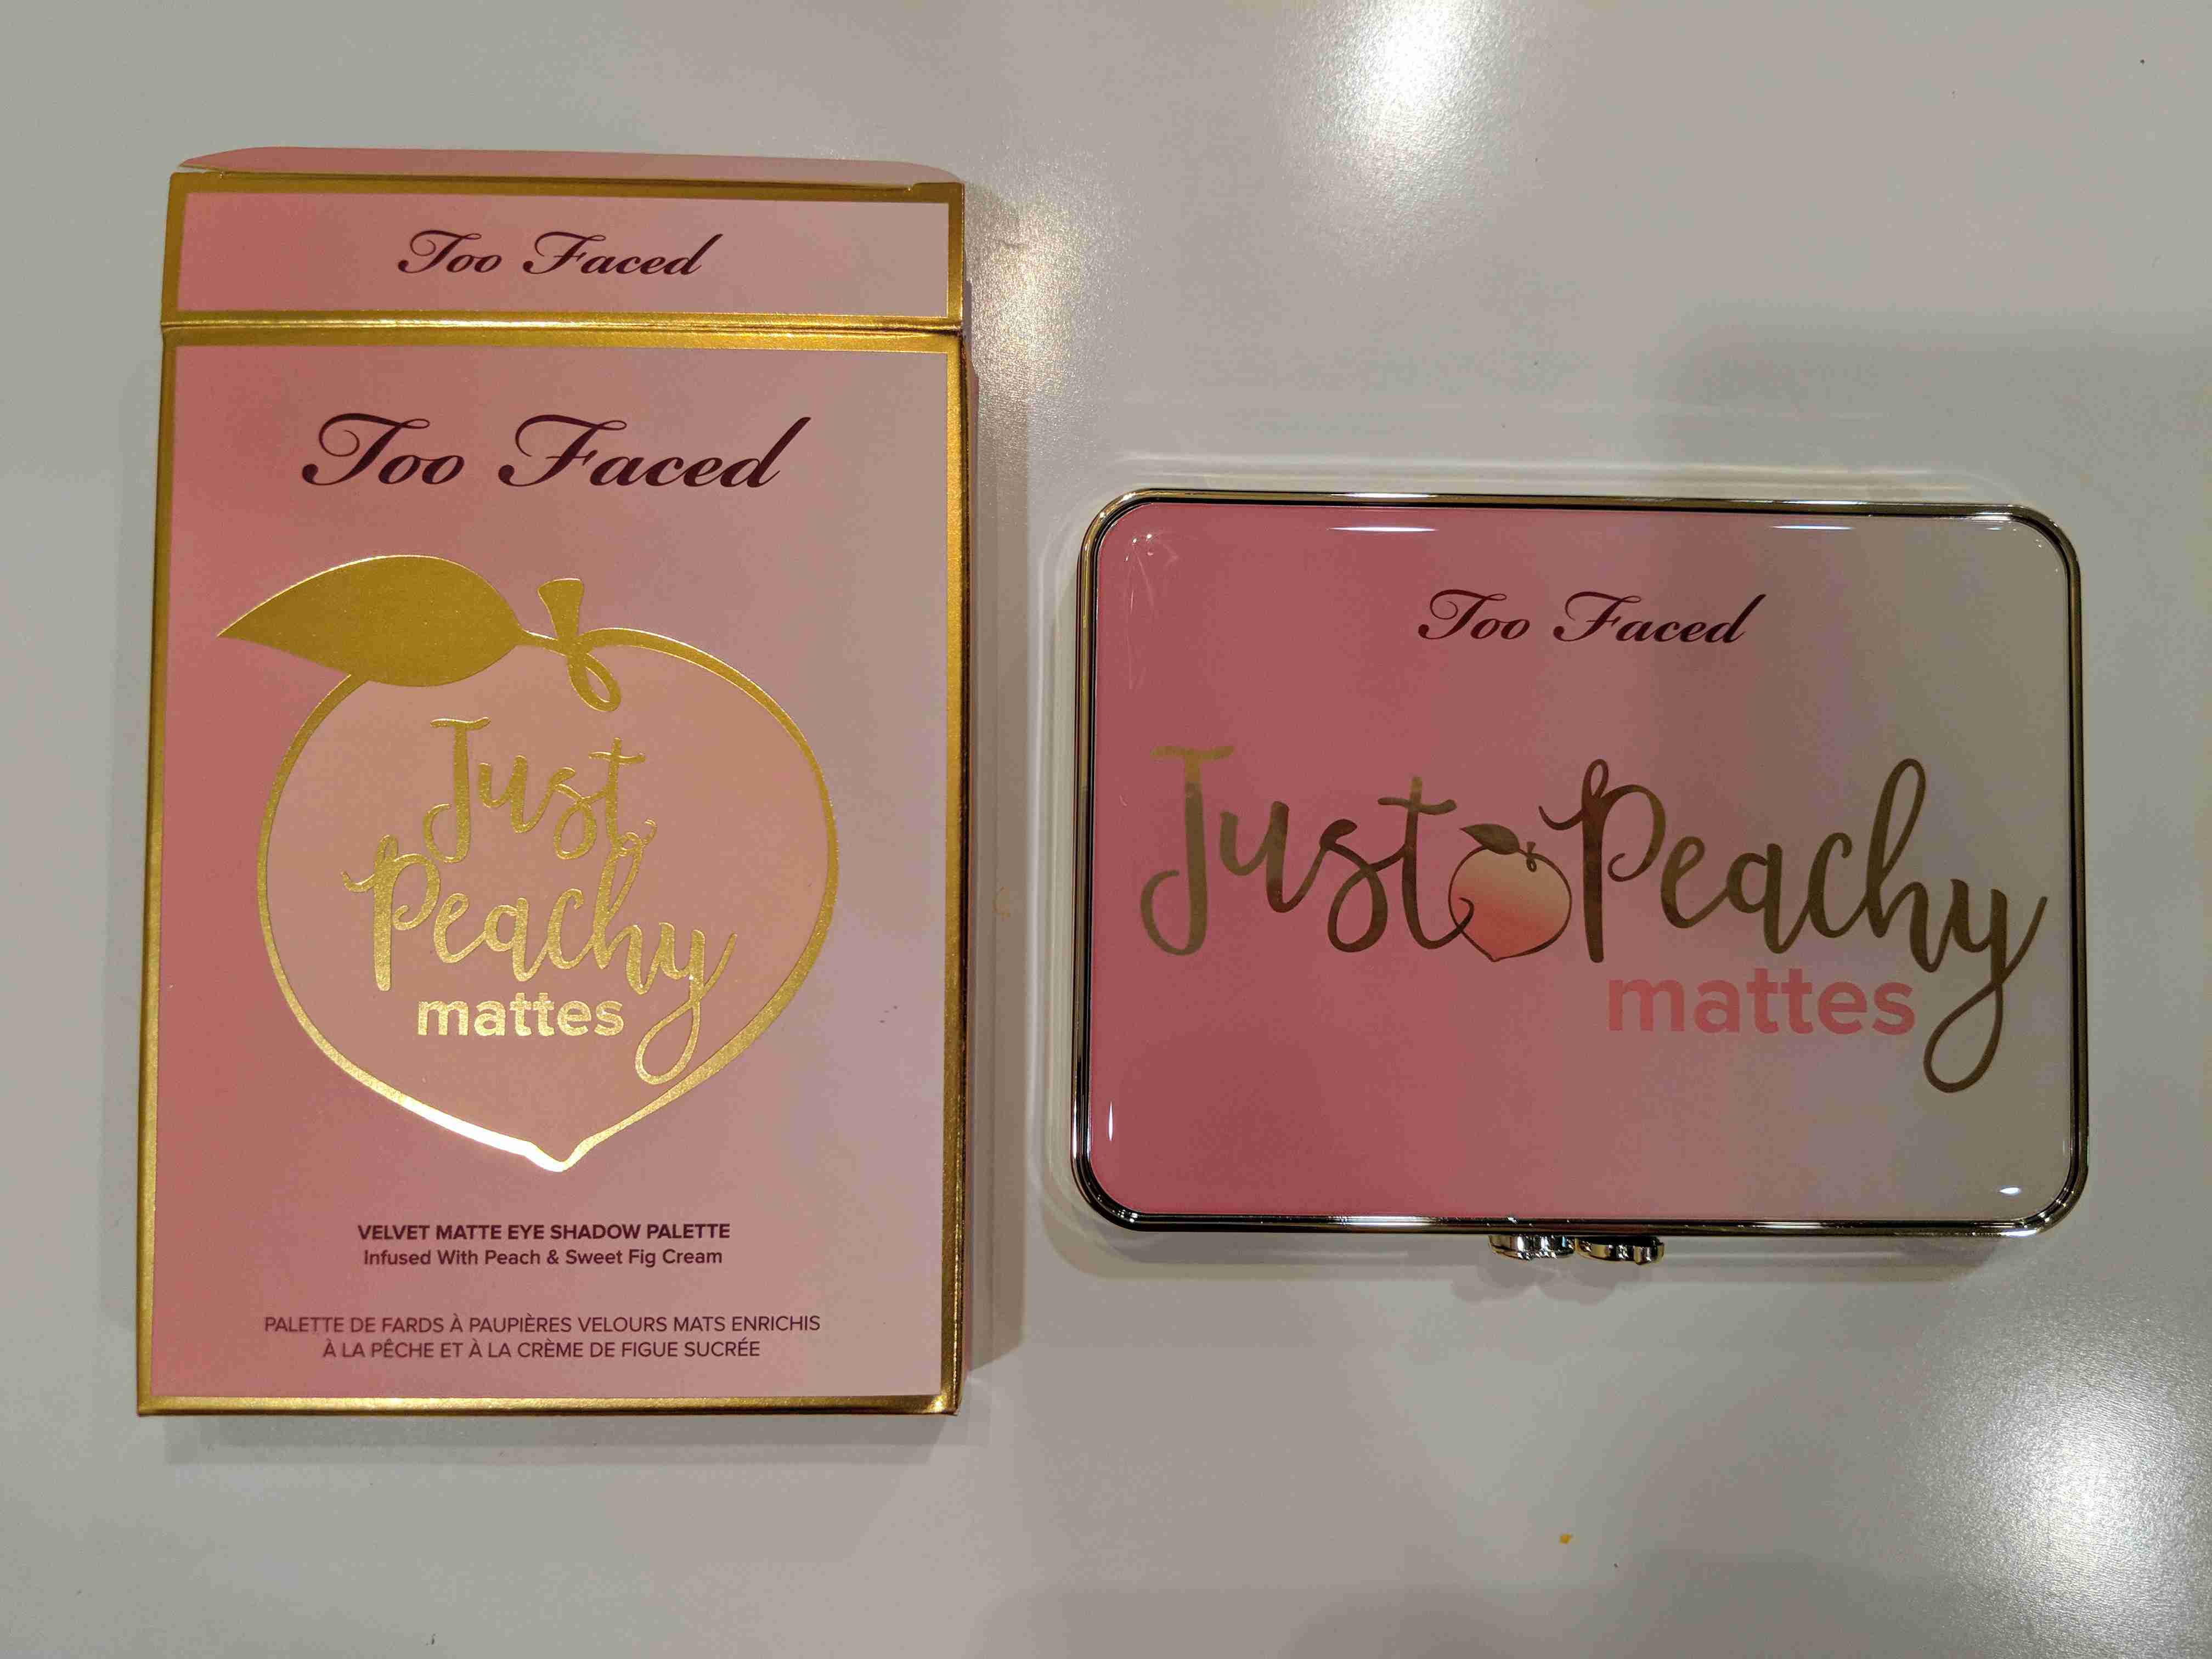 Too Faced
Too Faced
Just
Peachy
mattes
VELVET MATTE EYE SHADOW PALETTE
Infused With Peach & Sweet Fig Cream
PALETTE DE FARDS À PAUPIÈRES VELOURS MATS ENRICHIS
À LA PÊCHE ET À LA CRÈME DE FIGUE SUCRÉE
Too Faced
Just Peachy
mattes